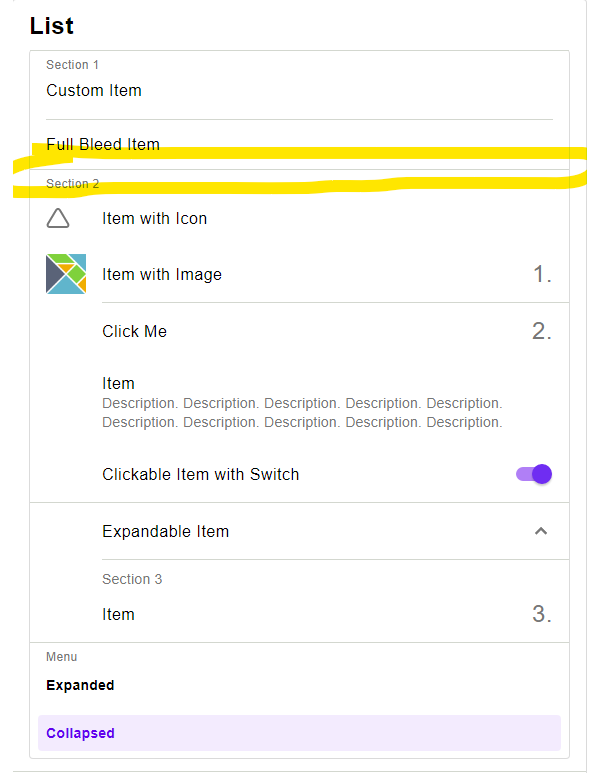 List
Section 1
Custom Item
Full Bleed Item
Section 2
Item with Icon
Item with Image 1.
Click Me 2.
Item
Description. Description. Description. Description. Description.
Description. Description. Description. Description. Description.
Clickable Item with Switch
Expandable Item
Section 3
Item 3.
Menu
Expanded
Collapsed